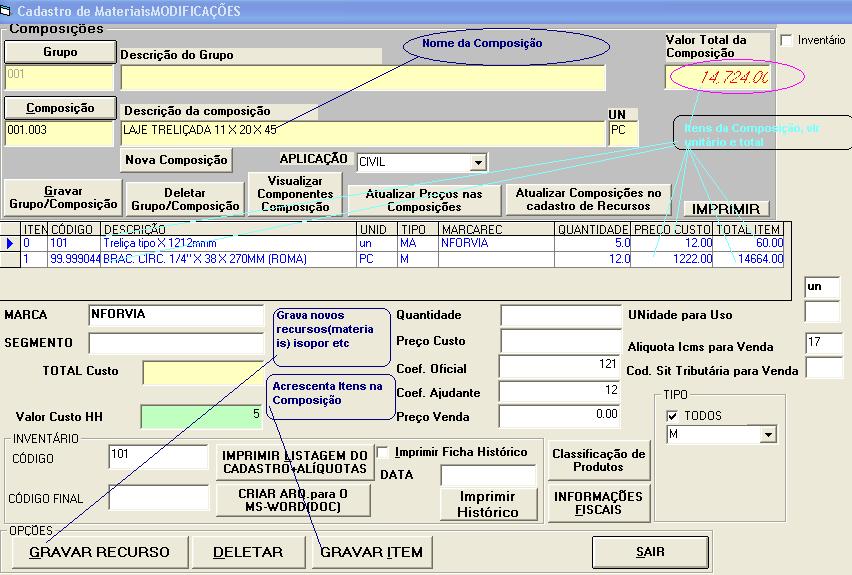 Cadastro de MateriaisMODIFICAÇÕES
Composições
Grupo
Descrição do Grupo
Nome da Composição
Valor Total da
Composição
Inventário
001
14.724.00
Composição
Descrição da composição
UN
001.003
LAJE TRELIÇADA 11 X 20 X 45
PC
Itens da Composição, vlr
unitário e total
Nova Composição
APLICAÇÃO
CIVIL
Gravar
Grupo/Composição
Deletar
Grupo/Composição
Visualizar
Componentes
Composição
Atualizar Preços nas
Composições
Atualizar Composições no
cadastro de Recursos
IMPRIMIR
ITEN CÓDIGO DESCRIÇÃO UNID TIPO MARCAREC QUANTIDADE PREÇO CUSTO TOTAL ITEM
0 101 Treliça tipo X 1212mmm un MA NFORVIA 5.0 12.00 60.00
1 99.999044 BRAC. CIRC. 1/4" X 38 X 270MM (ROMA) PC M 12.0 1222.00 14664.00
un
MARCA
NFORVIA
Grava novos
recursos(materia
is) isopor etc
Quantidade
UNidade para Uso
SEGMENTO
Preço Custo
Aliquota Icms para Venda
17
TOTAL Custo
Coef. Oficial
121
Cod. Sit Tributária para Venda
Acrescenta Itens na
Composição
Coef. Ajudante
12
TIPO
Valor Custo HH
5
Preço Venda
0.00
TODOS
M
INVENTÁRIO
CÓDIGO
101
IMPRIMIR LISTAGEM DO
CADASTRO+ALÍQUOTAS
Imprimir Ficha Histórico
DATA
Classificação de
Produtos
CÓDIGO FINAL
CRIAR ARQ.para O
MS-WORD(DOC)
Imprimir
Histórico
INFORMAÇÕES
FISCAIS
OPÇÕES
GRAVAR RECURSO
DELETAR
GRAVAR ITEM
SAIR